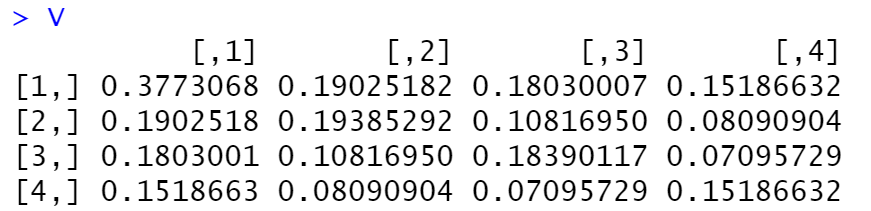 > V
[,1] [,2] [,3] [,4]
[1,] 0.3773068 0.19025182 0.18030007 0.15186632
[2,] 0.1902518 0.19385292 0.10816950 0.08090904
[3,] 0.1803001 0.10816950 0.18390117 0.07095729
[4,] 0.1518663 0.08090904 0.07095729 0.15186632